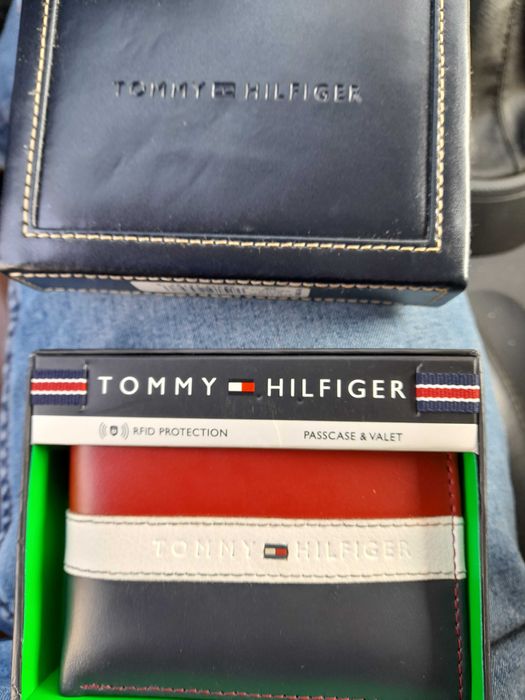 TOMMY HILFIGER
TOMMY HILFIGER
RFID PROTECTION PASSCASE & VALET
TOMMY HILFIGER